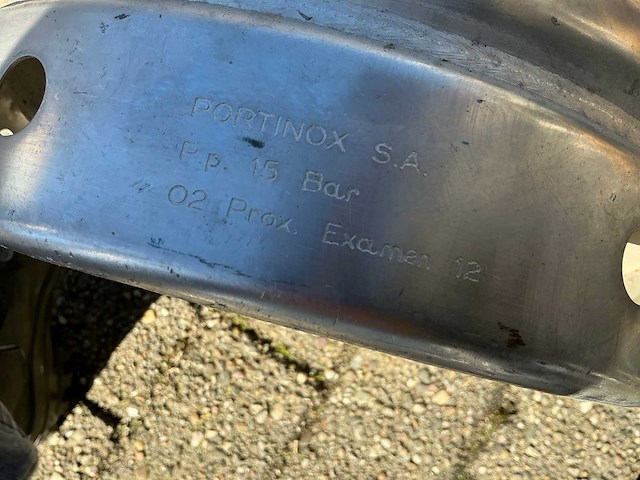 PORTINOX S.A.
P.p. 15 Bar
02 Prox. Examen 12